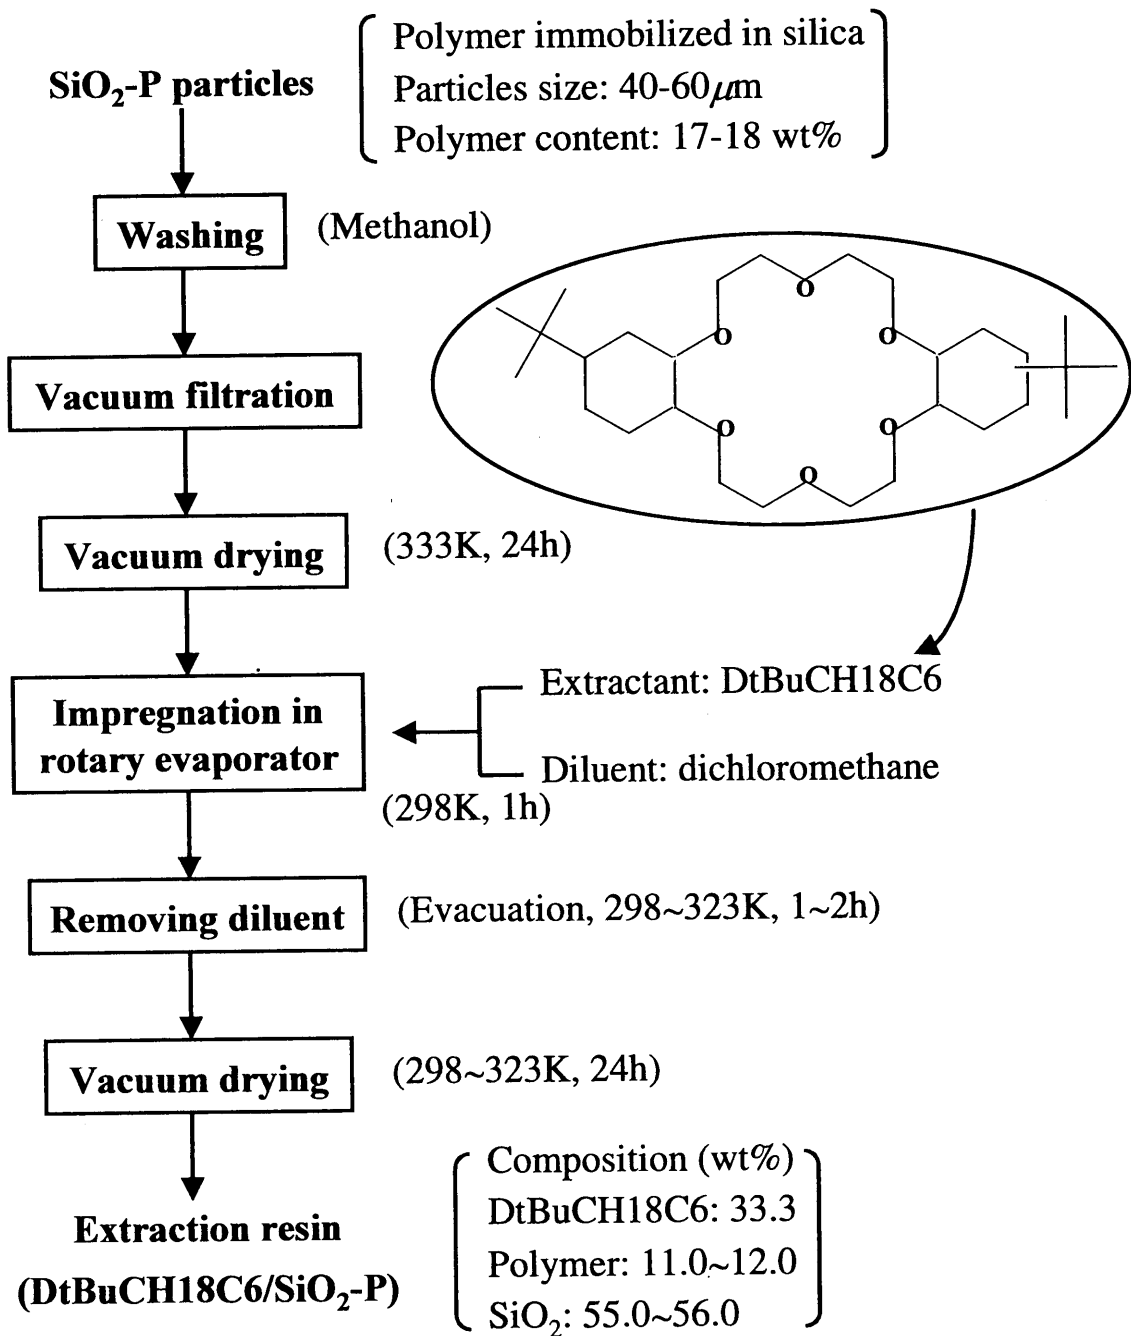 Polymer immobilized in silica
SiO₂-P particles
Particles size: 40-60μm
Polymer content: 17-18 wt%
Washing
(Methanol)
O
O
O
Vacuum filtration
O
O
O
Vacuum drying
(333K, 24h)
Extractant: DtBuCH18C6
Impregnation in
rotary evaporator
Diluent: dichloromethane
(298K, 1h)
Removing diluent
(Evacuation, 298~323K, 1~2h)
Vacuum drying
(298~323K, 24h)
Composition (wt%)
DtBuCH18C6: 33.3
Extraction resin
Polymer: 11.0~12.0
(DtBuCH18C6/SiO₂-P)
SiO₂: 55.0~56.0